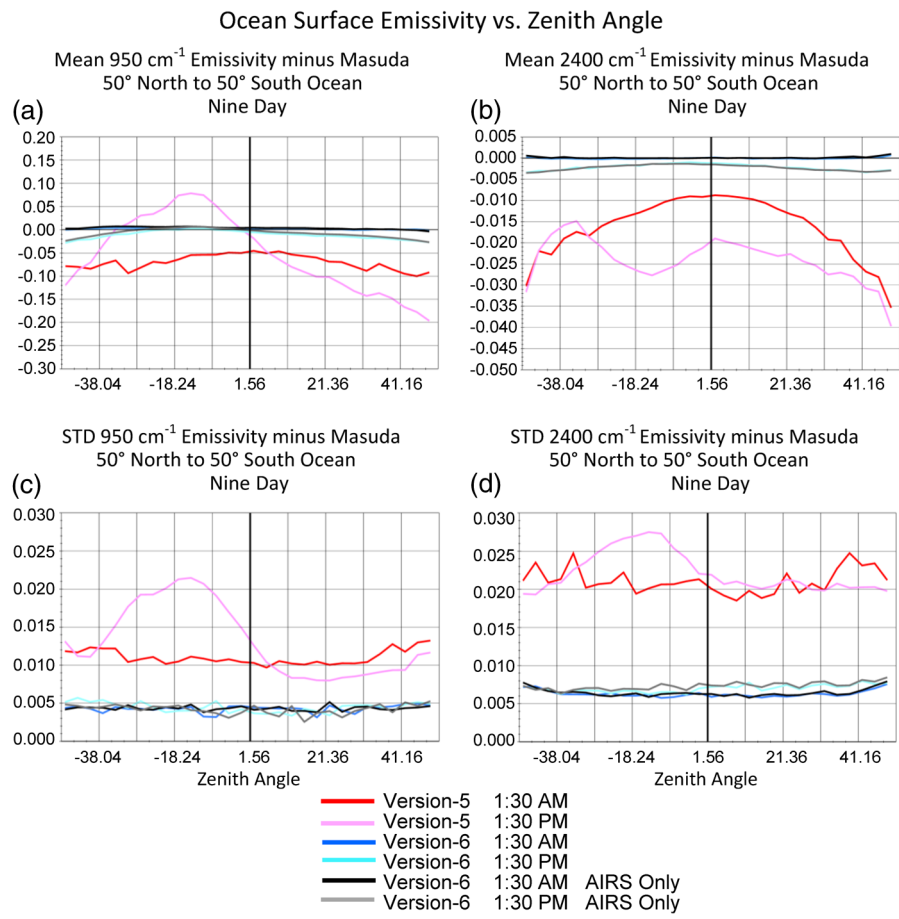 Ocean Surface Emissivity vs. Zenith Angle
Mean 950 cm⁻¹ Emissivity minus Masuda
50° North to 50° South Ocean
Nine Day
(a)
0.20
0.15
0.10
0.05
0.00
-0.05
-0.10
-0.15
-0.20
-0.30
-38.04 -18.24 1.56 21.36 41.16
Mean 2400 cm⁻¹ Emissivity minus Masuda
50° North to 50° South Ocean
Nine Day
(b)
0.005
0.000
-0.005
-0.010
-0.020
-0.025
-0.030
-0.035
-0.040
-0.050
-38.04 -18.24 1.56 21.36 41.16
STD 950 cm⁻¹ Emissivity minus Masuda
50° North to 50° South Ocean
Nine Day
(c)
0.030
0.025
0.020
0.015
0.010
0.005
0.000
-38.04 -18.24 1.56 21.36 41.16
Zenith Angle
STD 2400 cm⁻¹ Emissivity minus Masuda
50° North to 50° South Ocean
Nine Day
(d)
0.030
0.025
0.020
0.015
0.010
0.005
0.000
-38.04 -18.24 1.56 21.36 41.16
Zenith Angle
Version-5 1:30 AM
Version-5 1:30 PM
Version-6 1:30 AM
Version-6 1:30 PM
Version-6 1:30 AM AIRS Only
Version-6 1:30 PM AIRS Only